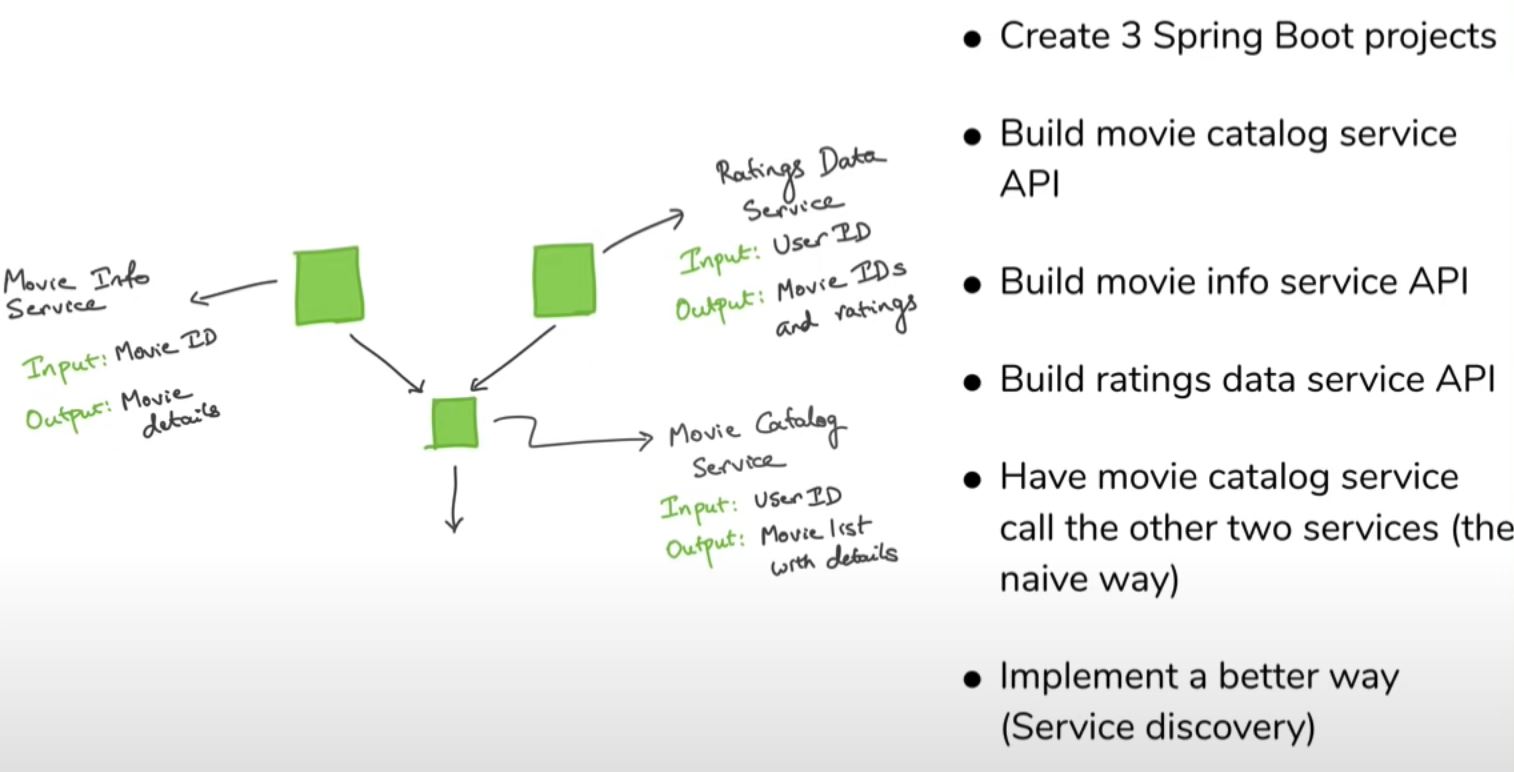 Movie Info
Service
Input: Movie ID
Output: Movie
details
Ratings Data
Service
Input: User ID
Output: Movie IDs
and ratings
Movie Catalog
Service
Input: User ID
Output: Movie list
with details
● Create 3 Spring Boot projects
● Build movie catalog service
API
● Build movie info service API
● Build ratings data service API
● Have movie catalog service
call the other two services (the
naive way)
● Implement a better way
(Service discovery)